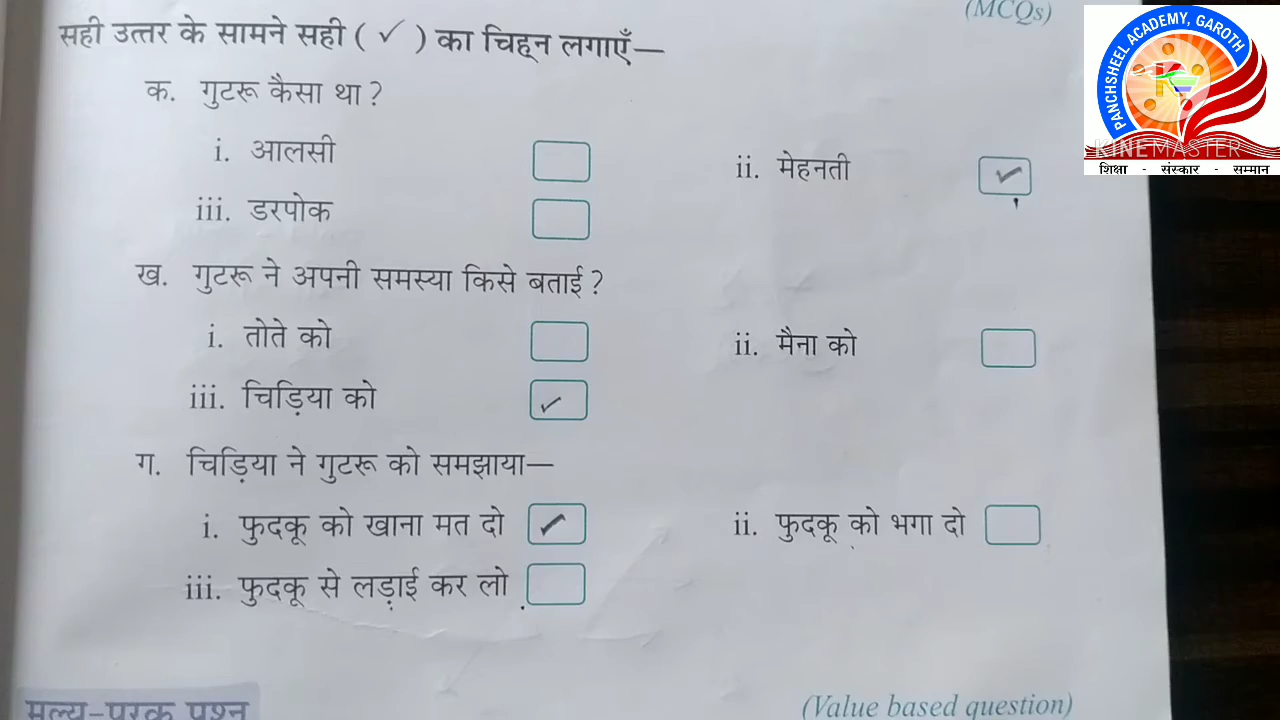 (MCQs)
सही उत्तर के सामने सही ( ✓ ) का चिह्न लगाएँ—
क. गुटरू कैसा था ?
i. आलसी
ii. मेहनती ✓
iii. डरपोक
ख. गुटरू ने अपनी समस्या किसे बताई ?
i. तोते को
ii. मैना को
iii. चिड़िया को ✓
ग. चिड़िया ने गुटरू को समझाया—
i. फुदकू को खाना मत दो ✓
ii. फुदकू को भगा दो
iii. फुदकू से लड़ाई कर लो
मूल्य-परक प्रश्न
(Value based question)
PANCHSHEEL ACADEMY, GAROTH
KINEMASTER
शिक्षा - संस्कार - सम्मान